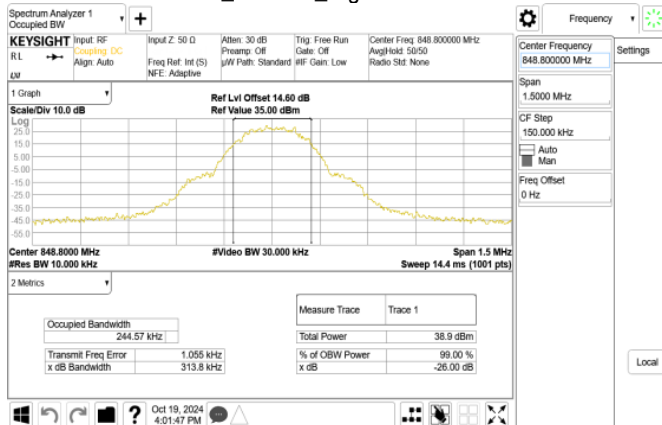 Spectrum Analyzer 1
Occupied BW
Frequency
KEYSIGHT
RL
Input: RF
Coupling: DC
Align: Auto
Input Z: 50 Ω
Freq Ref: Int (S)
NFE: Adaptive
Atten: 30 dB
Preamp: Off
µW Path: Standard
Trig: Free Run
Gate: Off
#IF Gain: Low
Center Freq: 848.800000 MHz
Avg|Hold: 50/50
Radio Std: None
Center Frequency
848.800000 MHz
Settings
Span
1.5000 MHz
CF Step
150.000 kHz
Auto
Man
Freq Offset
0 Hz
1 Graph
Scale/Div 10.0 dB
Ref Lvl Offset 14.60 dB
Ref Value 35.00 dBm
Log
25.0
15.0
5.00
-5.00
-15.0
-25.0
-35.0
-45.0
-55.0
Center 848.8000 MHz
#Res BW 10.000 kHz
#Video BW 30.000 kHz
Span 1.5 MHz
Sweep 14.4 ms (1001 pts)
2 Metrics
Measure Trace Trace 1
Occupied Bandwidth
244.57 kHz
Total Power 38.9 dBm
Transmit Freq Error 1.055 kHz
% of OBW Power 99.00 %
x dB Bandwidth 313.8 kHz
x dB -26.00 dB
Local
Oct 19, 2024
4:01:47 PM